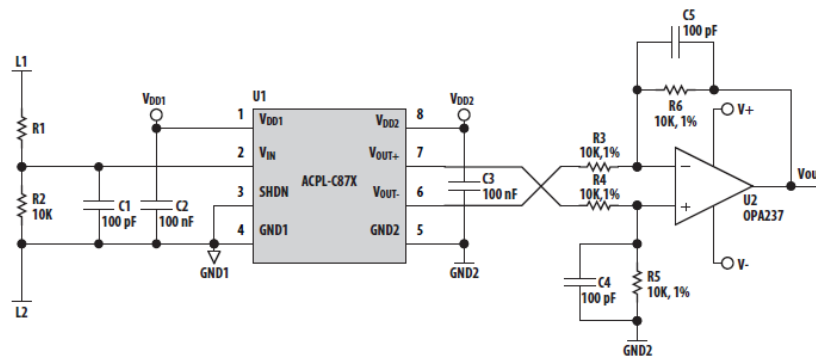 C5
100 pF
L1
R1
R2
10K
L2
C1
100 pF
C2
100 nF
VDD1
GND1
U1
1
VDD1
2
VIN
3
SHDN
4
GND1
ACPL-C87X
VDD2
8
VOUT+
7
VOUT-
6
GND2
5
VDD2
C3
100 nF
GND2
R3
10K,1%
R4
10K,1%
R6
10K, 1%
V+
−
+
U2
OPA237
V-
C4
100 pF
R5
10K, 1%
GND2